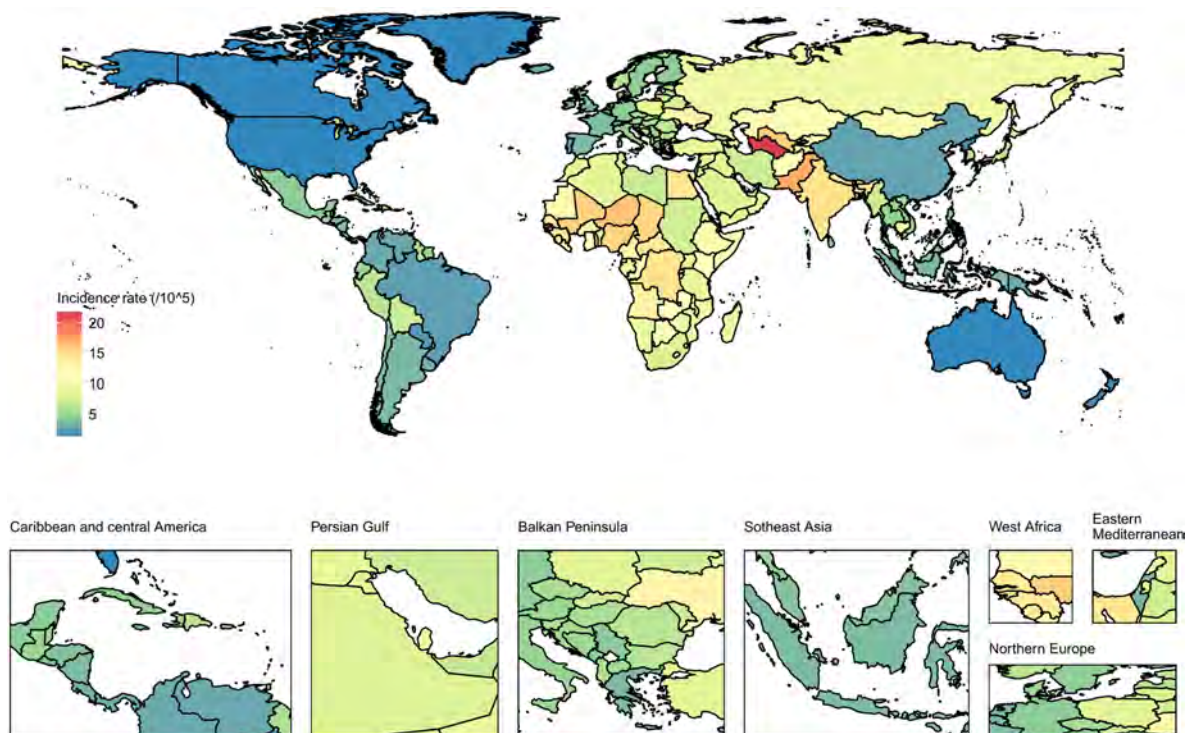 Incidence rate (/10^5)
20
15
10
5
Caribbean and central America
Persian Gulf
Balkan Peninsula
Sotheast Asia
West Africa
Eastern
Mediterranean
Northern Europe